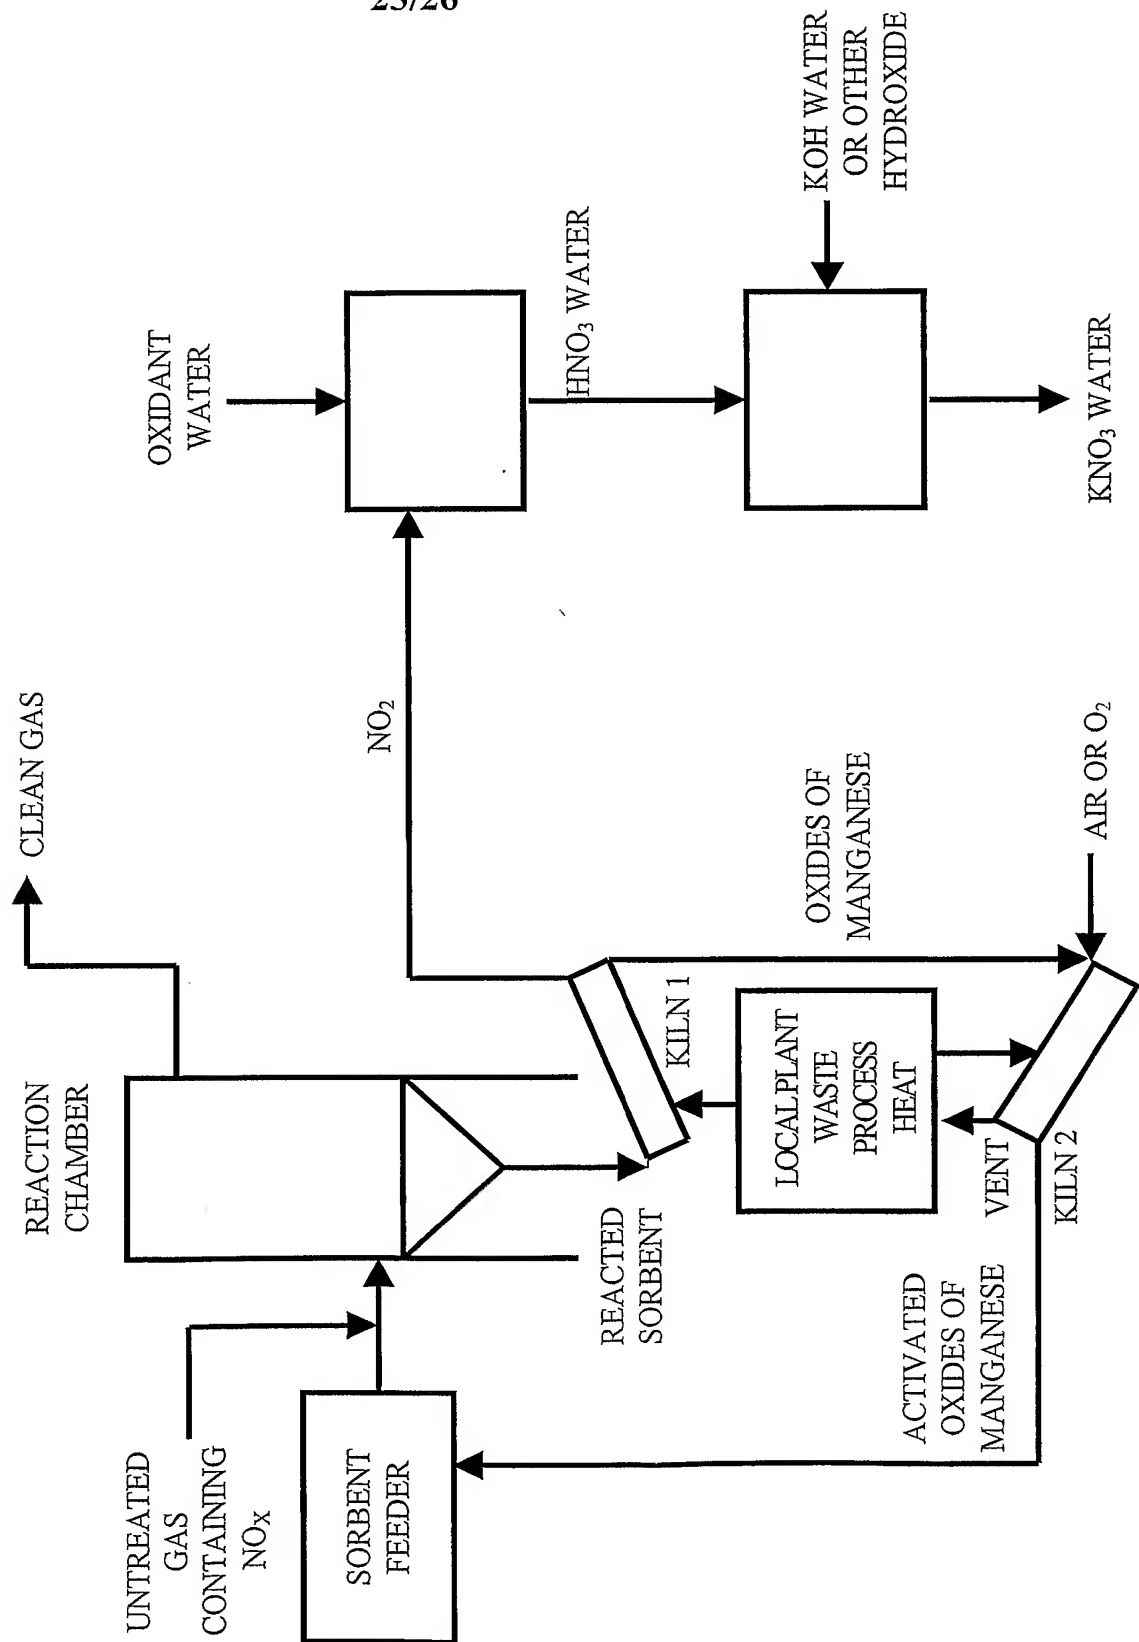 23/26
UNTREATED
GAS
CONTAINING
NOX
SORBENT
FEEDER
REACTION
CHAMBER
CLEAN GAS
REACTED
SORBENT
KILN 1
NO₂
OXIDANT
WATER
HNO₃ WATER
KOH WATER
OR OTHER
HYDROXIDE
KNO₃ WATER
LOCAL PLANT
WASTE
PROCESS
HEAT
OXIDES OF
MANGANESE
AIR OR O₂
VENT
KILN 2
ACTIVATED
OXIDES OF
MANGANESE